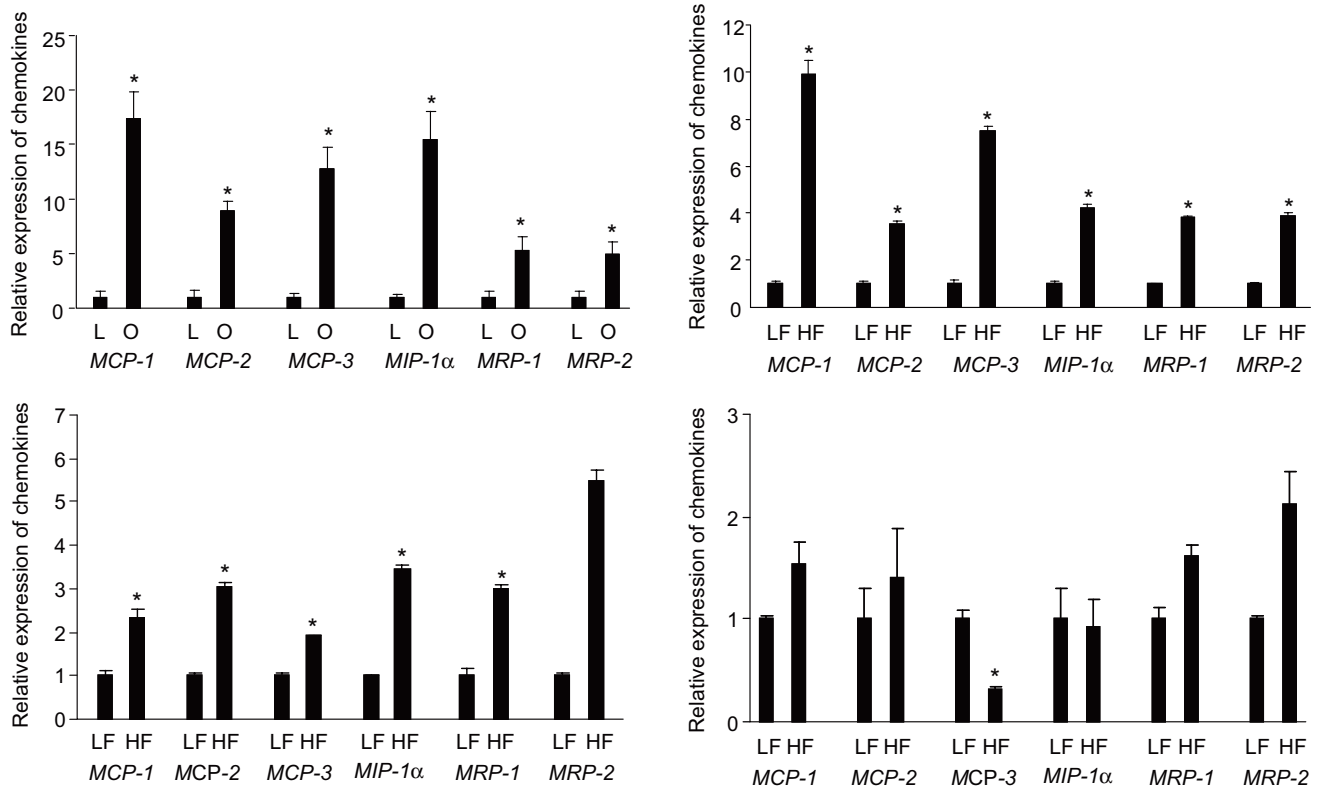 Relative expression of chemokines
25
20
15
10
5
0
* * * * * *
L O L O L O L O L O L O
MCP-1 MCP-2 MCP-3 MIP-1α MRP-1 MRP-2
Relative expression of chemokines
12
10
8
6
4
2
0
* * * * * *
LF HF LF HF LF HF LF HF LF HF LF HF
MCP-1 MCP-2 MCP-3 MIP-1α MRP-1 MRP-2
Relative expression of chemokines
7
6
5
4
3
2
1
0
* * * * *
LF HF LF HF LF HF LF HF LF HF LF HF
MCP-1 MCP-2 MCP-3 MIP-1α MRP-1 MRP-2
Relative expression of chemokines
3
2
1
0
*
LF HF LF HF LF HF LF HF LF HF LF HF
MCP-1 MCP-2 MCP-3 MIP-1α MRP-1 MRP-2